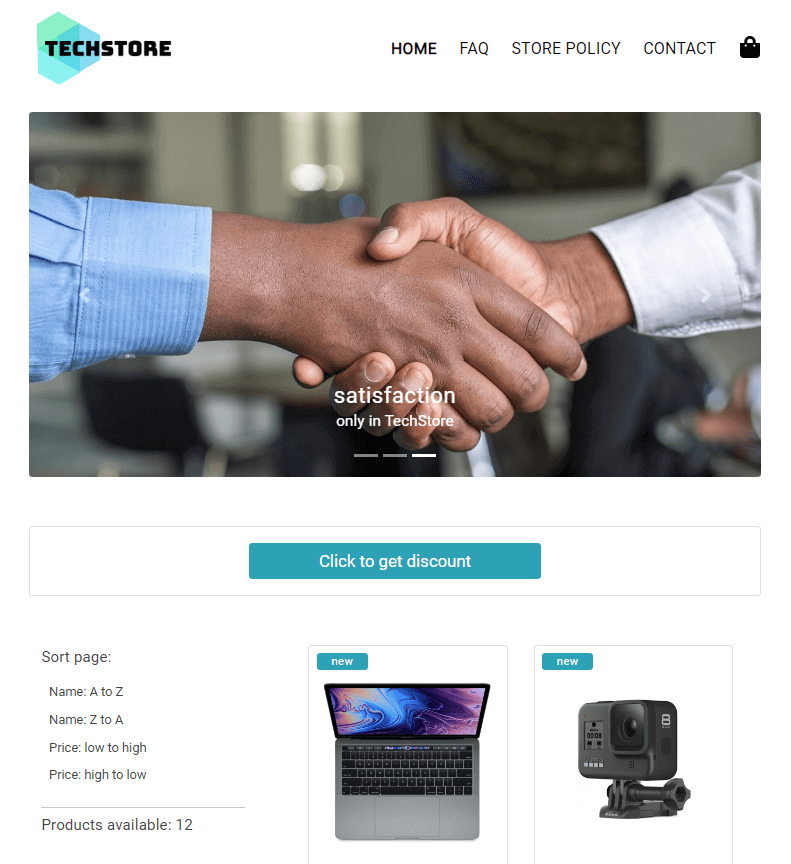 TECHSTORE
HOME FAQ STORE POLICY CONTACT
satisfaction
only in TechStore
Click to get discount
Sort page:
Name: A to Z
Name: Z to A
Price: low to high
Price: high to low
Products available: 12
new
new
8